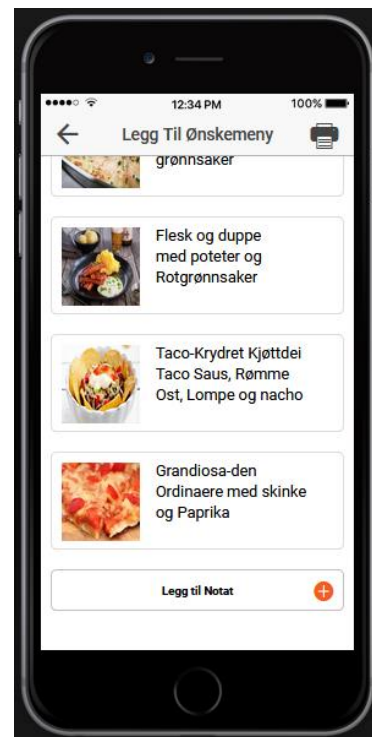 12:34 PM
100%
Legg Til Ønskemeny
grønnsaker
Flesk og duppe
med poteter og
Rotgrønnsaker
Taco-Krydret Kjøttdei
Taco Saus, Rømme
Ost, Lompe og nacho
Grandiosa-den
Ordinaere med skinke
og Paprika
Legg til Notat